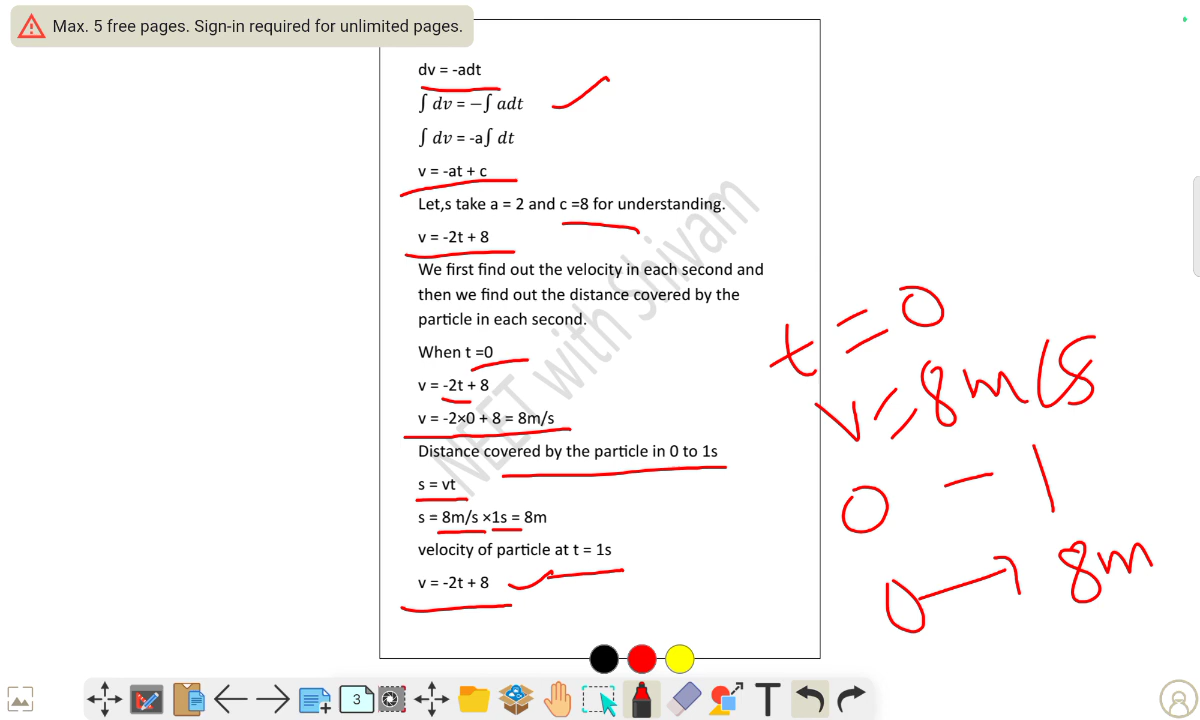 Max. 5 free pages. Sign-in required for unlimited pages.
dv = -adt
∫ dv = −∫ adt
∫ dv = -a∫ dt
v = -at + c
Let,s take a = 2 and c =8 for understanding.
v = -2t + 8
We first find out the velocity in each second and
then we find out the distance covered by the
particle in each second.
When t =0
v = -2t + 8
v = -2×0 + 8 = 8m/s
Distance covered by the particle in 0 to 1s
s = vt
s = 8m/s ×1s = 8m
velocity of particle at t = 1s
v = -2t + 8
NEET with Shivam
t = 0
v = 8m/s
0 - 1
0 → 8m
3
T